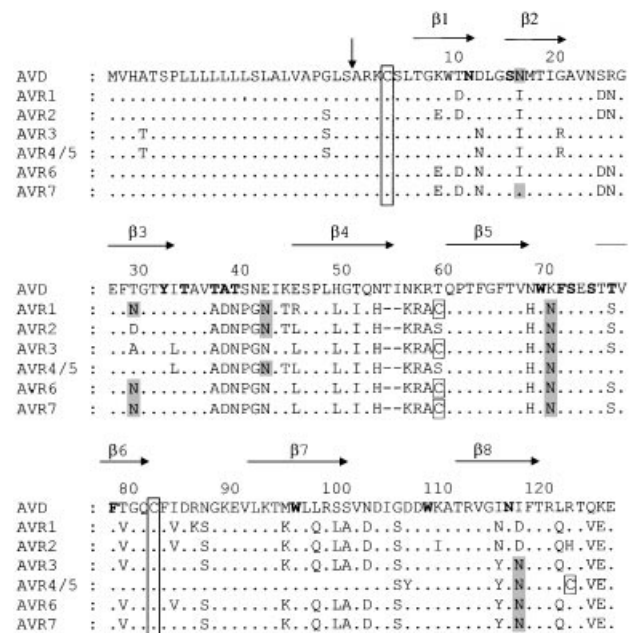 β1 β2
10 20
AVD : MVHATSPLLLLLLLSLALVAPGLSARKCSLTGKWTNDLGSNMTIGAVNSRG
AVR1 : ..................................D.....I.......DN.
AVR2 : .....................S..........E.D.....I.......DN.
AVR3 : ...T.................S..............N...I...R......
AVR4/5 : ...T.................S..............N...I...R......
AVR6 : ................................E.D.N...I.......DN.
AVR7 : ....................................N...........DN.
β3 β4 β5
30 40 50 60 70
AVD : EFTGTYITAVTATSNEIKESPLHGTQNTINKRTQPTFGFTVNWKFSESTTV
AVR1 : ..N.......ADNPGN.TR...L.I.H--KRAC........H.N.....S.
AVR2 : ..D.......ADNPGN..L...L.I.H--KRAS........H.N.....S.
AVR3 : ..A...L...ADNPGN..L...L.I.H--KRAC........H.N.....S.
AVR4/5 : ......L...ADNPGN.TL...L.I.H--KRAS........H.N.......
AVR6 : ..N.......ADNPGN..L...L.I.H--KRAC........H.N.....S.
AVR7 : ..N.......ADNPGN..L...L.I.H--KRAC........H.N.....S.
β6 β7 β8
80 90 100 110 120
AVD : FTGQCFIDRNGKEVLKTMWLLRSSVNDIGDDWKATRVGINIFTRLRTQKE
AVR1 : .V....V.KS.......K..Q.LA.D..S.........N.D...Q..VE.
AVR2 : .V.......S.......K..Q.LA.D..S...I.....N.D...QH.VE.
AVR3 : .V.......S.......K..Q.LA.D..S.........Y.N...Q..VE.
AVR4/5 : ............................SY........Y.N....C.VE.
AVR6 : .V....V..S.......K..Q.LA.D..S.........N.N...Q..VE.
AVR7 : .V.......S.......K..Q.LA.D..S.........Y.N...Q..VE.